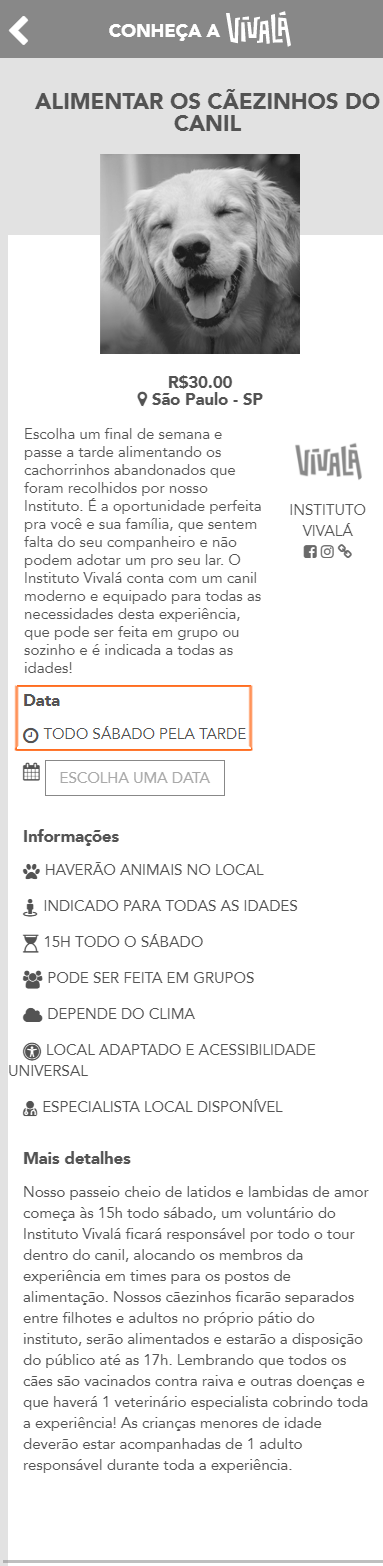 CONHEÇA A VIVALÁ
ALIMENTAR OS CÃEZINHOS DO
CANIL
R$30.00
São Paulo - SP
Escolha um final de semana e
passe a tarde alimentando os
cachorrinhos abandonados que
foram recolhidos por nosso
Instituto. É a oportunidade perfeita
pra você e sua família, que sentem
falta do seu companheiro e não
podem adotar um pro seu lar. O
Instituto Vivalá conta com um canil
moderno e equipado para todas as
necessidades desta experiência,
que pode ser feita em grupo ou
sozinho e é indicada a todas as
idades!
VIVALÁ
INSTITUTO
VIVALÁ
Data
TODO SÁBADO PELA TARDE
ESCOLHA UMA DATA
Informações
HAVERÃO ANIMAIS NO LOCAL
INDICADO PARA TODAS AS IDADES
15H TODO O SÁBADO
PODE SER FEITA EM GRUPOS
DEPENDE DO CLIMA
LOCAL ADAPTADO E ACESSIBILIDADE
UNIVERSAL
ESPECIALISTA LOCAL DISPONÍVEL
Mais detalhes
Nosso passeio cheio de latidos e lambidas de amor
começa às 15h todo sábado, um voluntário do
Instituto Vivalá ficará responsável por todo o tour
dentro do canil, alocando os membros da
experiência em times para os postos de
alimentação. Nossos cãezinhos ficarão separados
entre filhotes e adultos no próprio pátio do
instituto, serão alimentados e estarão a disposição
do público até as 17h. Lembrando que todos os
cães são vacinados contra raiva e outras doenças e
que haverá 1 veterinário especialista cobrindo toda
a experiência! As crianças menores de idade
deverão estar acompanhadas de 1 adulto
responsável durante toda a experiência.